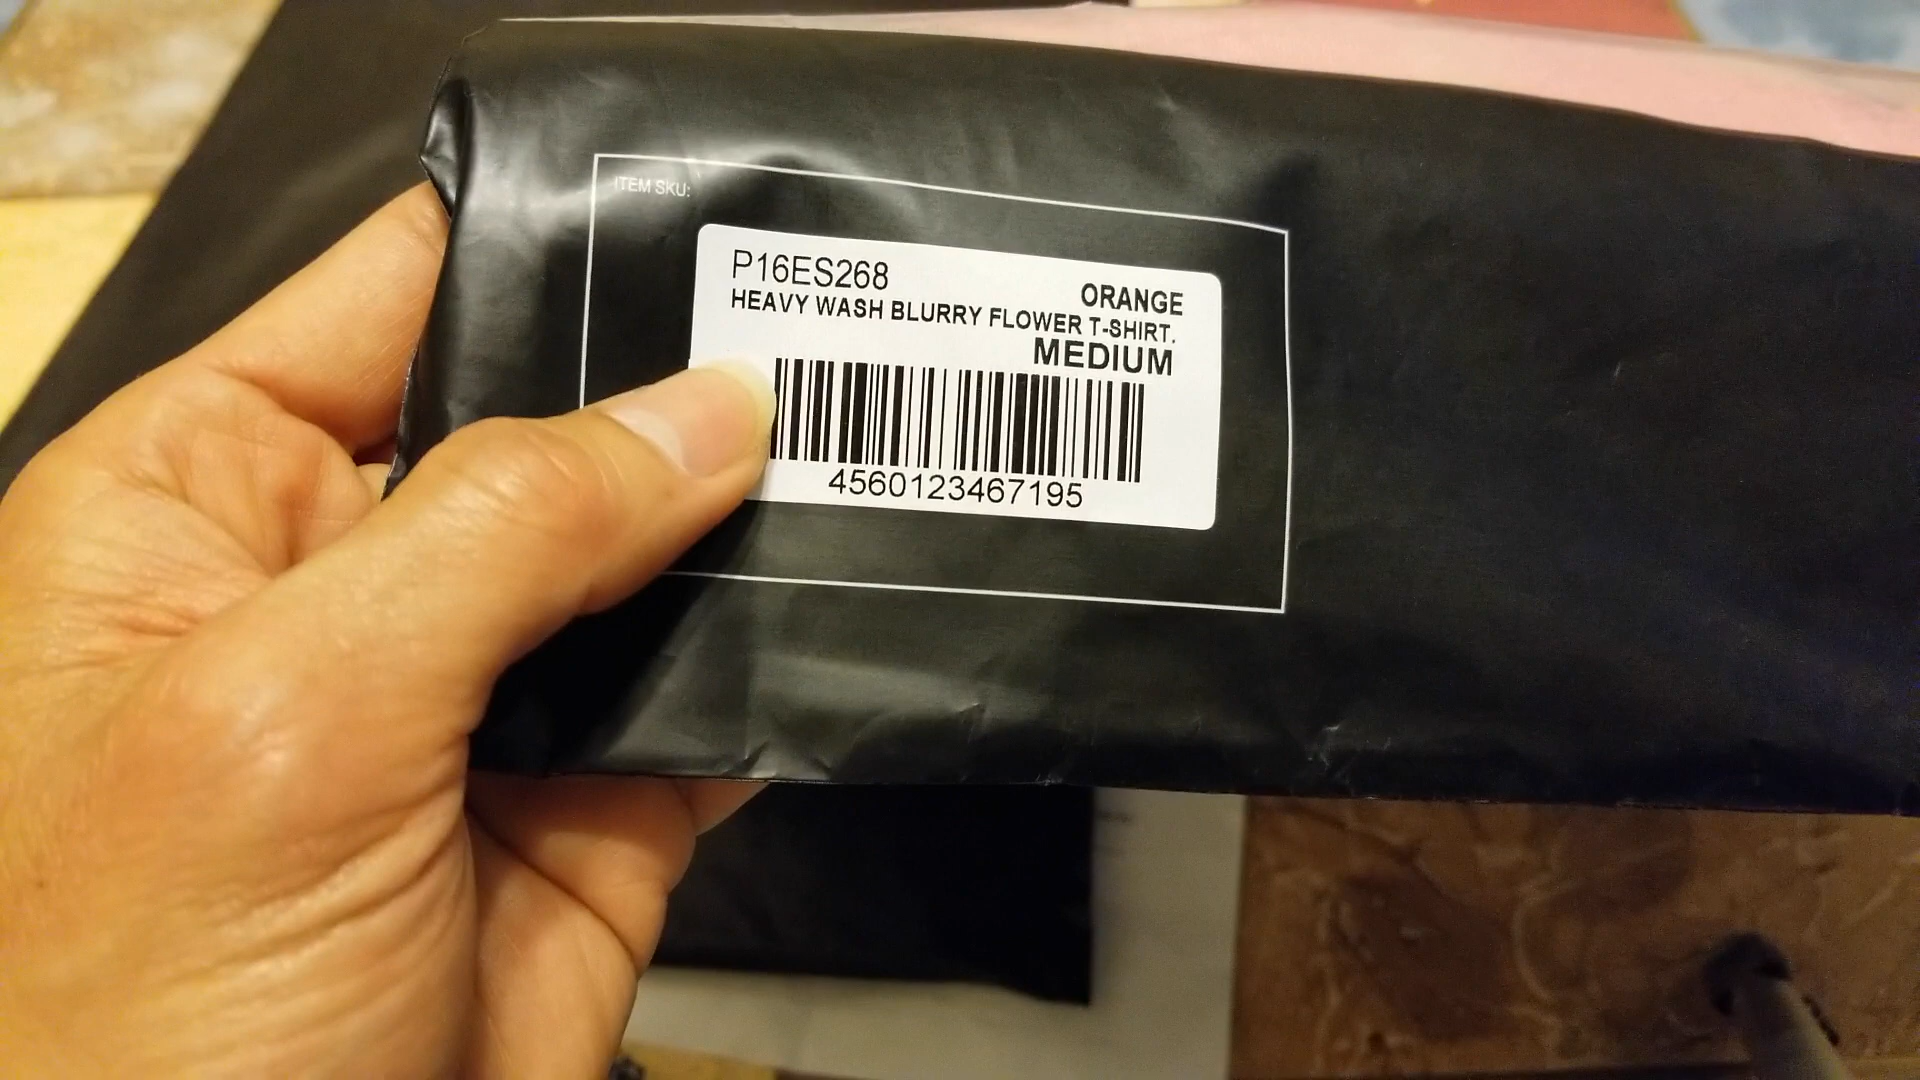 ITEM SKU:
P16ES268
ORANGE
HEAVY WASH BLURRY FLOWER T-SHIRT.
MEDIUM
4560123467195